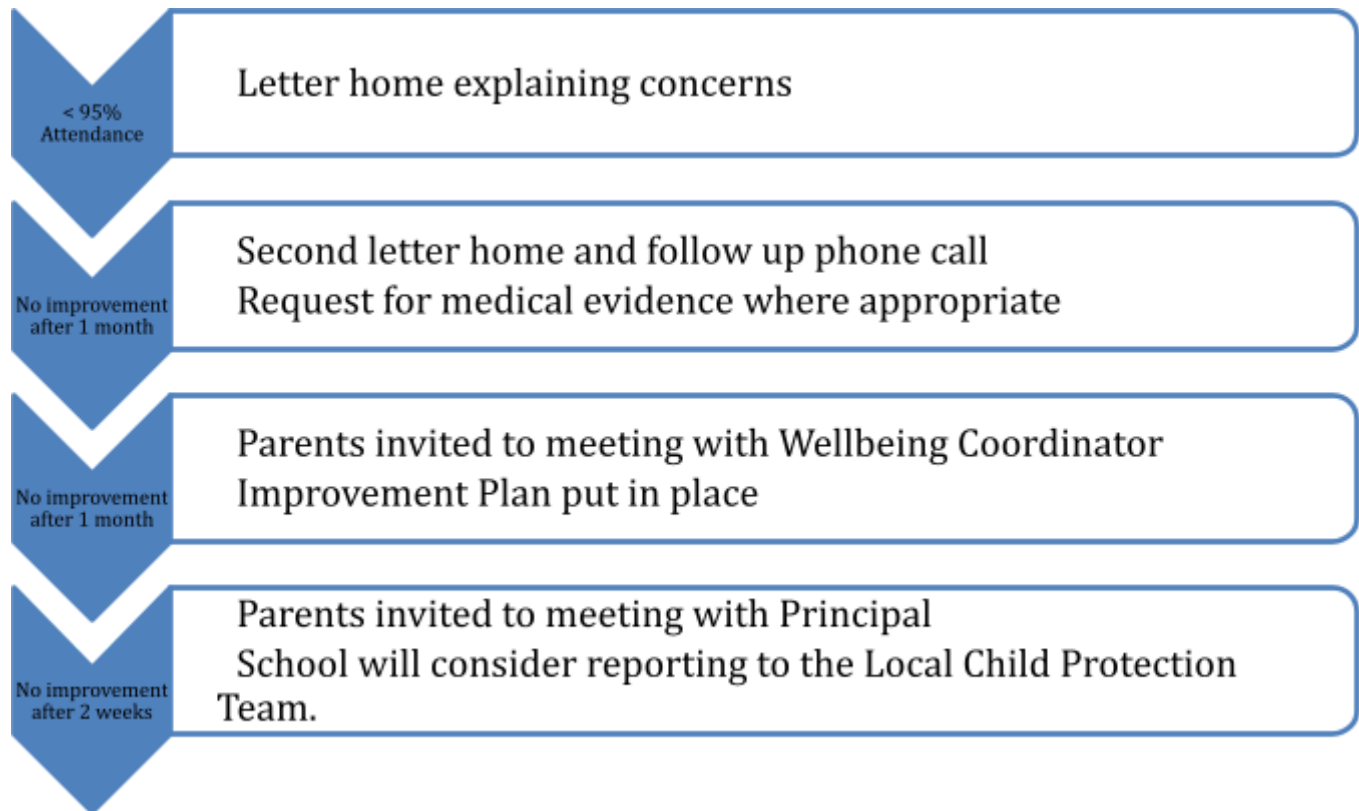 < 95%
Attendance
Letter home explaining concerns
No improvement
after 1 month
Second letter home and follow up phone call
Request for medical evidence where appropriate
No improvement
after 1 month
Parents invited to meeting with Wellbeing Coordinator
Improvement Plan put in place
No improvement
after 2 weeks
Parents invited to meeting with Principal
School will consider reporting to the Local Child Protection
Team.